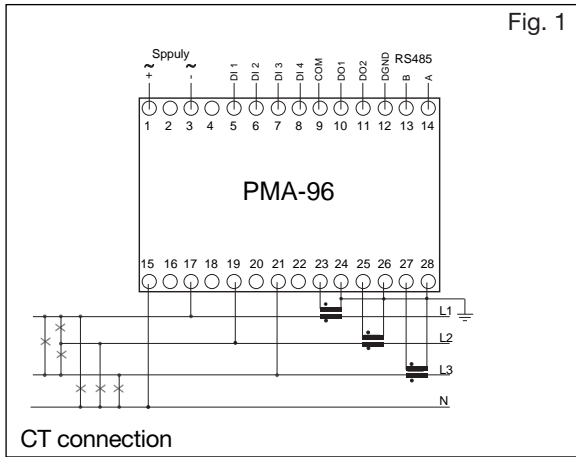 Fig. 1
Sppuly
~ ~
+ - DI 1 DI 2 DI 3 DI 4 COM DO1 DO2 DGND B A
RS485
1 2 3 4 5 6 7 8 9 10 11 12 13 14
PMA-96
15 16 17 18 19 20 21 22 23 24 25 26 27 28
L1
L2
L3
N
CT connection